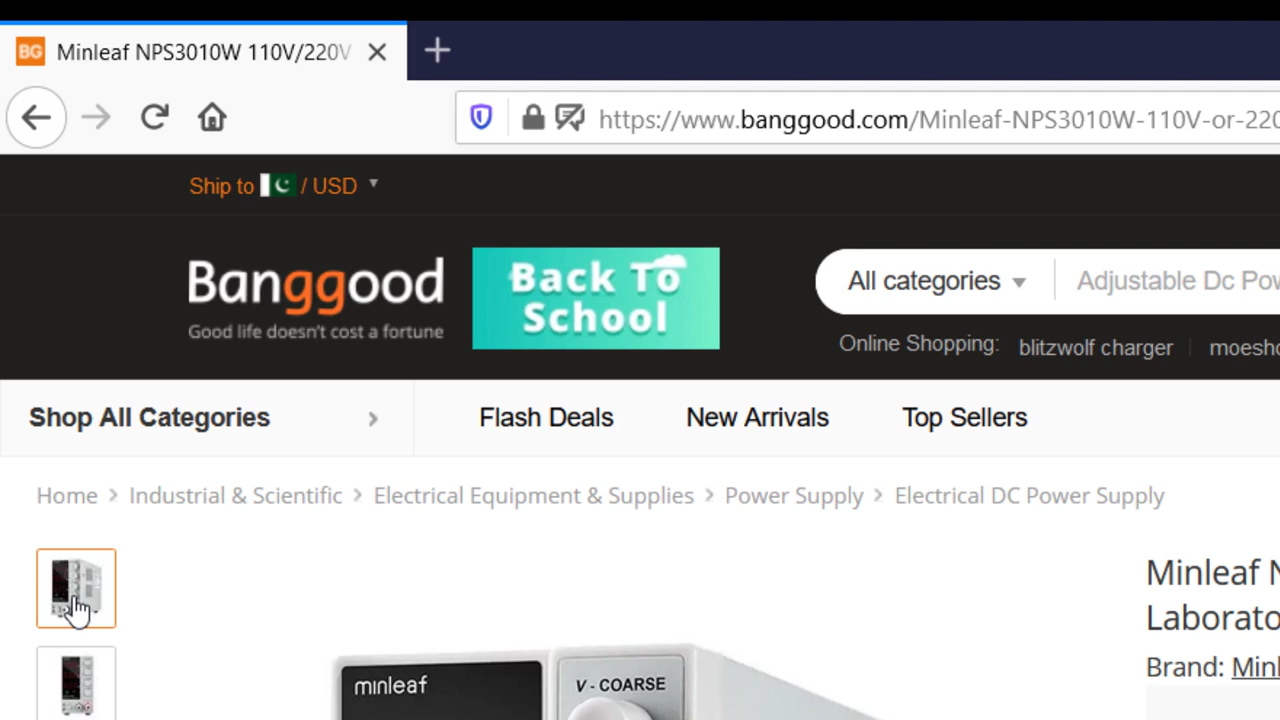 BG Minleaf NPS3010W 110V/220V
https://www.banggood.com/Minleaf-NPS3010W-110V-or-220
Ship to / USD
Banggood
Good life doesn't cost a fortune
Back To
School
All categories
Adjustable Dc Pow
Online Shopping: blitzwolf charger moesho
Shop All Categories
Flash Deals
New Arrivals
Top Sellers
Home > Industrial & Scientific > Electrical Equipment & Supplies > Power Supply > Electrical DC Power Supply
Minleaf N
Laborato
Brand: Minl
minleaf
V - COARSE